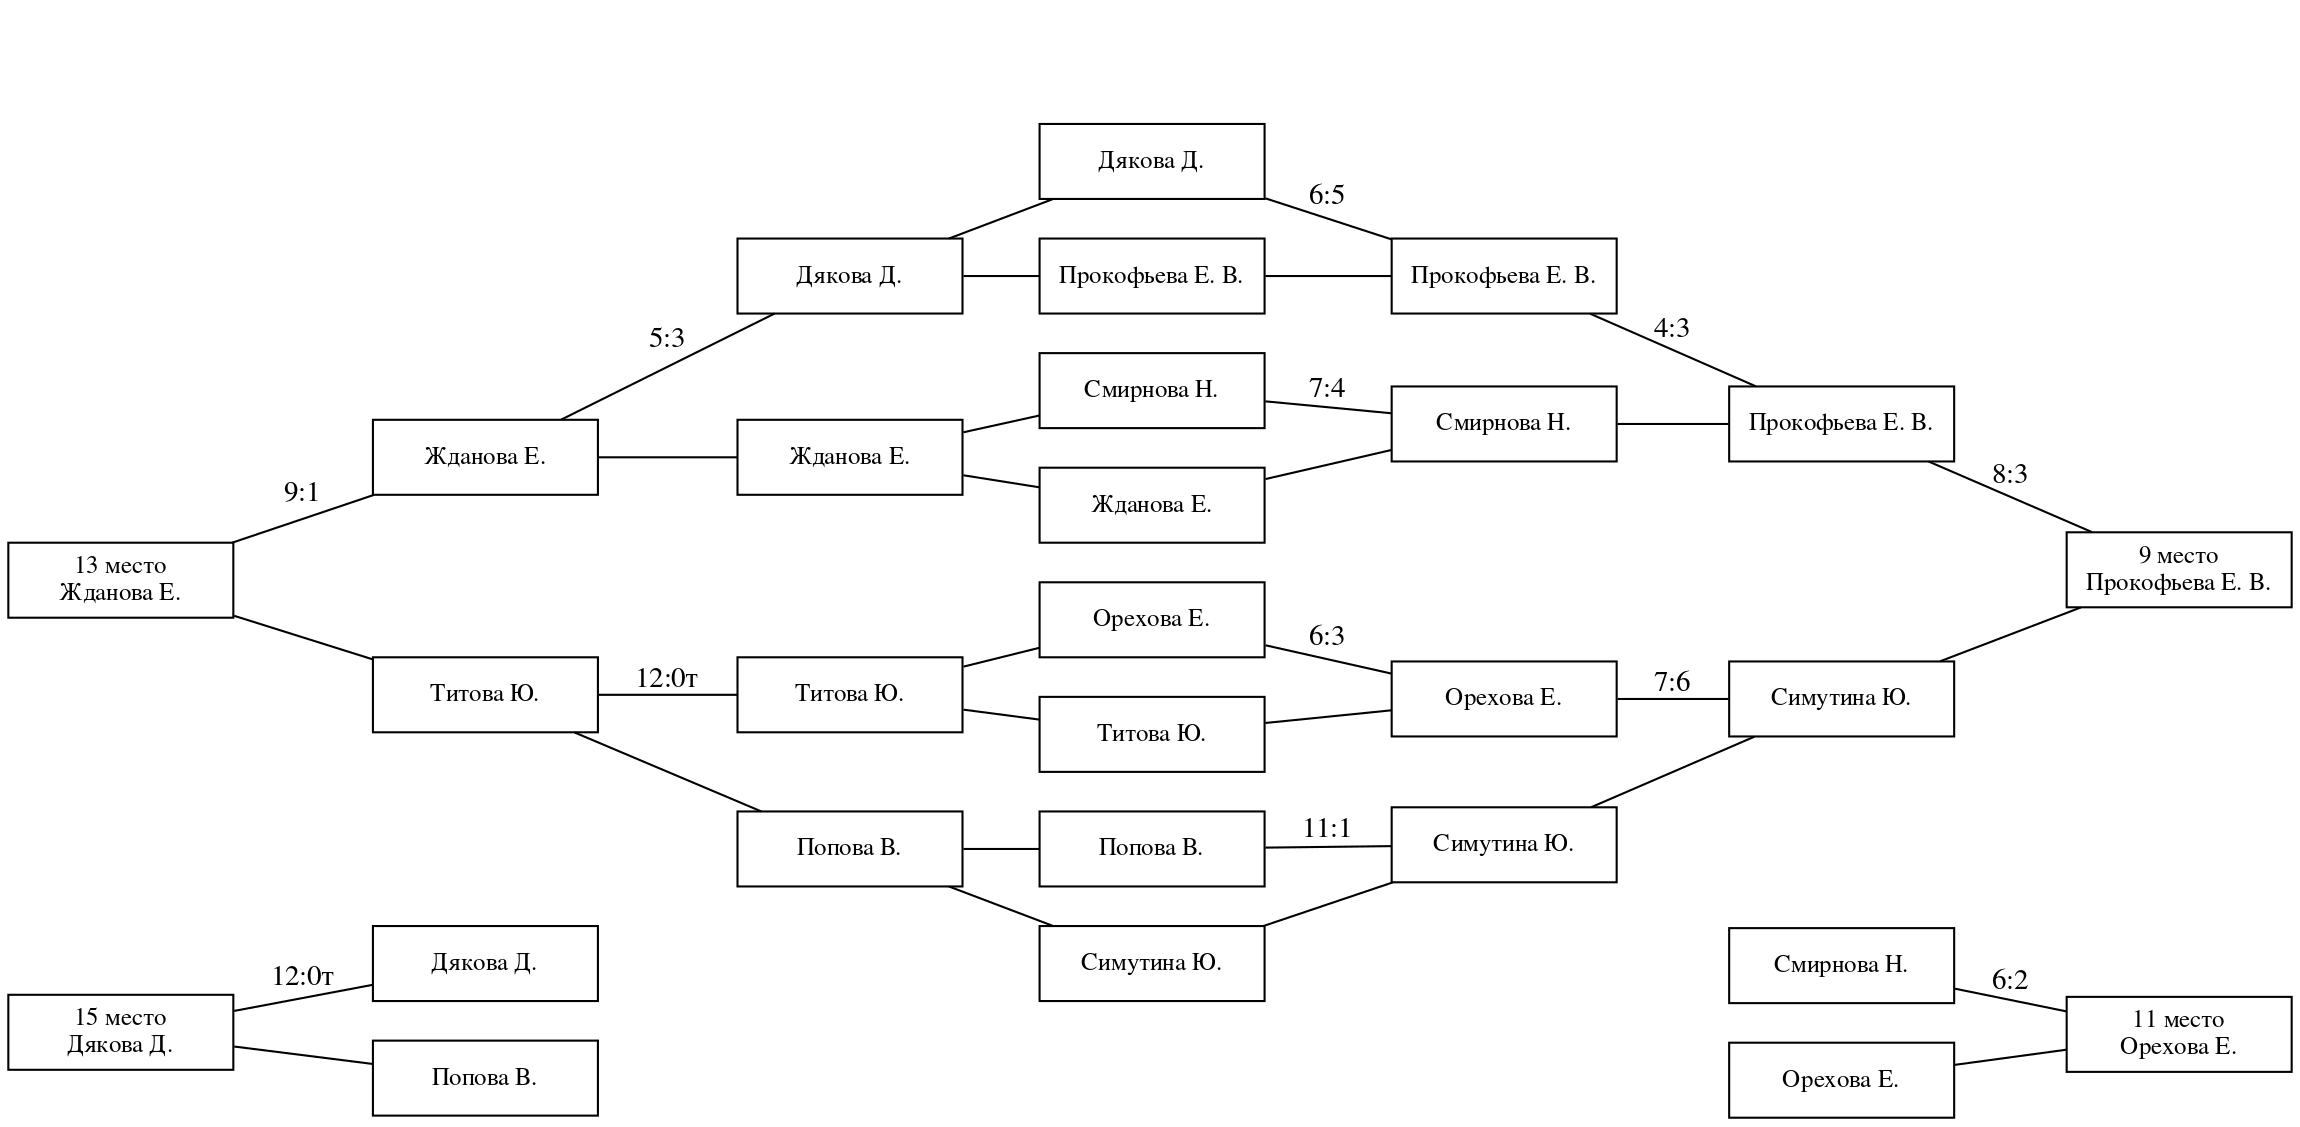 Дякова Д.
6:5
Дякова Д.
Прокофьева Е. В.
Прокофьева Е. В.
5:3
4:3
Смирнова Н.
7:4
Жданова Е.
Жданова Е.
Смирнова Н.
Прокофьева Е. В.
9:1
Жданова Е.
8:3
13 место
Жданова Е.
9 место
Прокофьева Е. В.
Орехова Е.
6:3
Титова Ю.
12:0т
Титова Ю.
Орехова Е.
7:6
Симутина Ю.
Титова Ю.
Попова В.
Попова В.
11:1
Симутина Ю.
Дякова Д.
Симутина Ю.
Смирнова Н.
12:0т
6:2
15 место
Дякова Д.
11 место
Орехова Е.
Попова В.
Орехова Е.